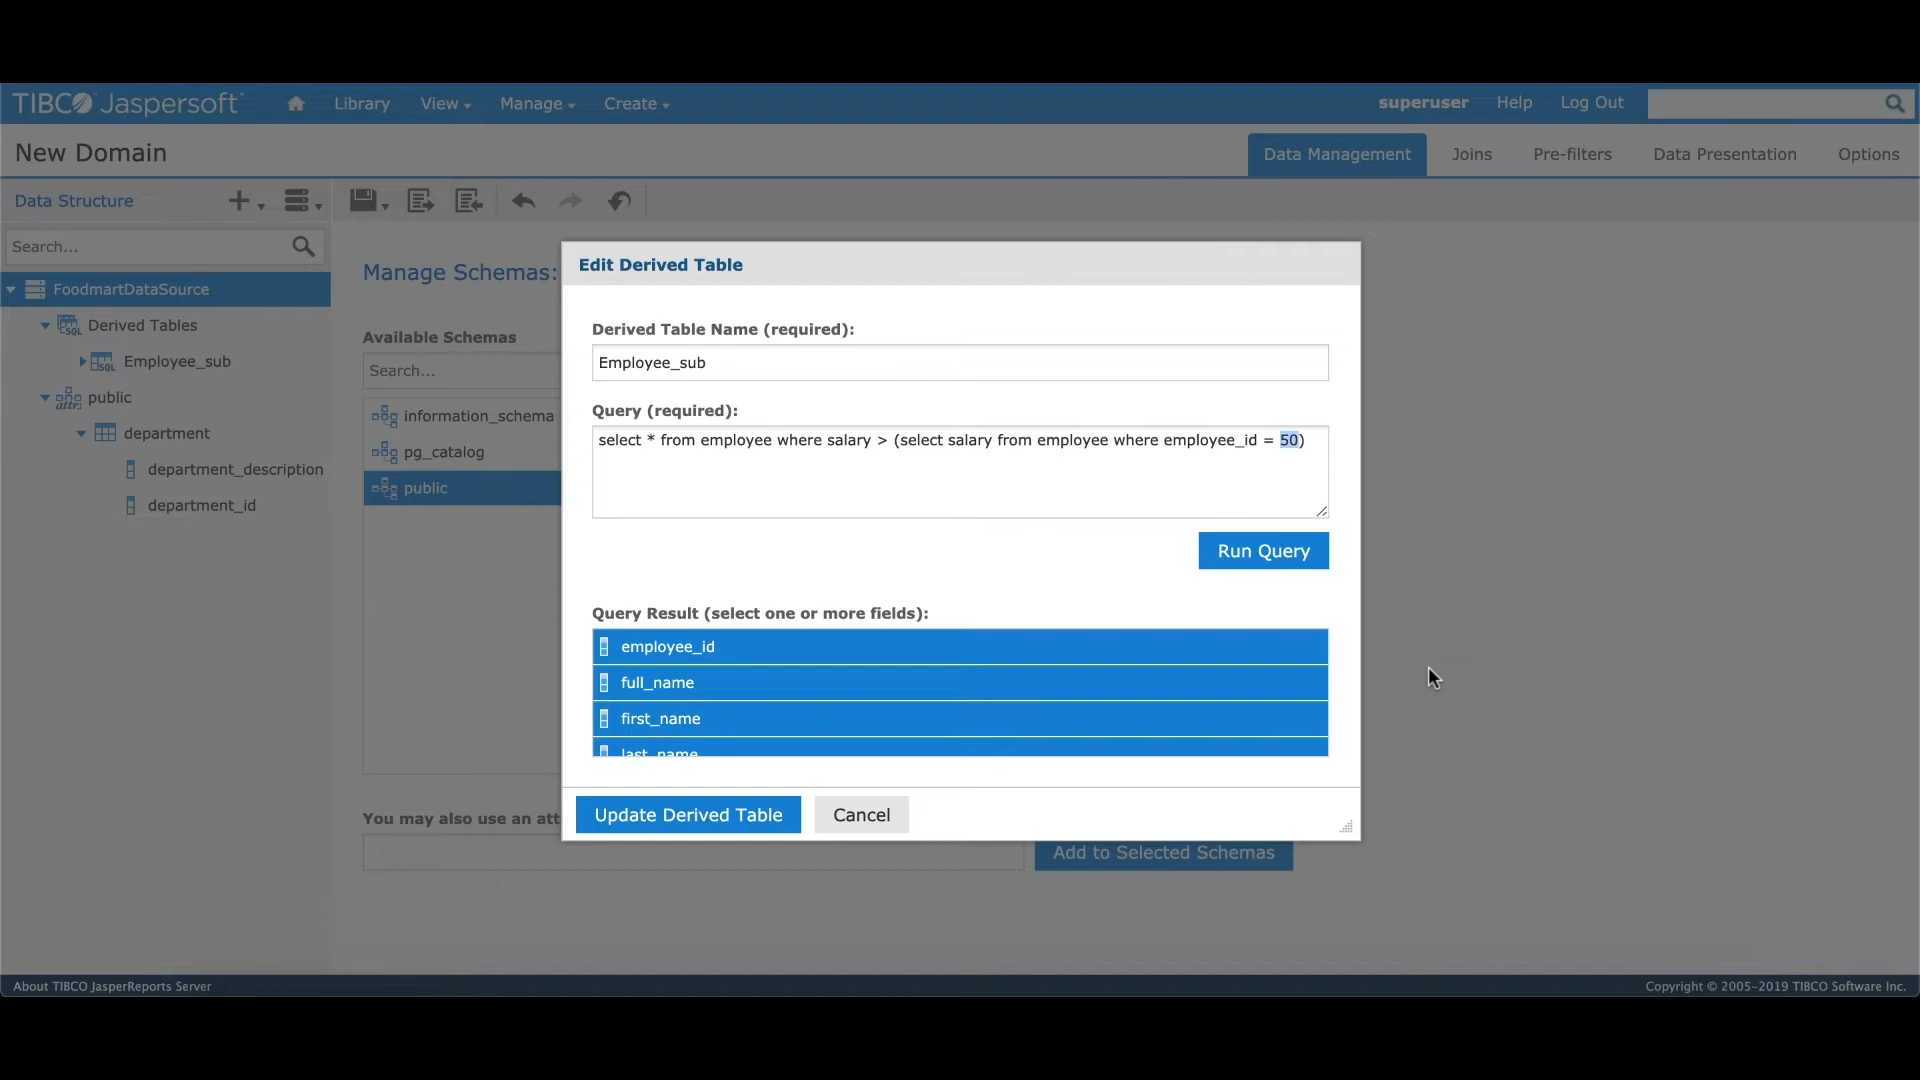 TIBCO Jaspersoft
Library
View
Manage
Create
superuser
Help
Log Out
New Domain
Data Management
Joins
Pre-filters
Data Presentation
Options
Data Structure
Search...
FoodmartDataSource
Derived Tables
SQL
Employee_sub
SQL
public
attr.
department
department_description
department_id
Manage Schemas:
Available Schemas
Search...
information_schema
pg_catalog
public
You may also use an att
Add to Selected Schemas
Edit Derived Table
Derived Table Name (required):
Employee_sub
Query (required):
select * from employee where salary > (select salary from employee where employee_id = 50)
Run Query
Query Result (select one or more fields):
employee_id
full_name
first_name
last_name
Update Derived Table
Cancel
About TIBCO JasperReports Server
Copyright © 2005-2019 TIBCO Software Inc.